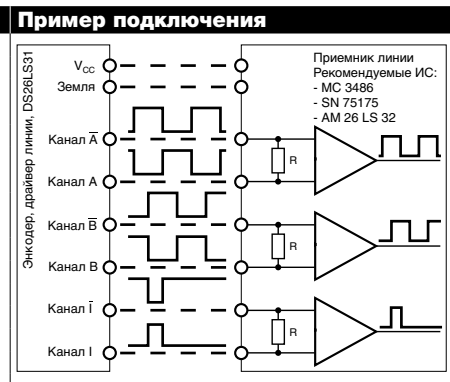 Пример подключения
Энкодер, драйвер линии, DS26LS31
V_CC
Земля
Канал A̅
Канал A
Канал B̅
Канал B
Канал I̅
Канал I
Приемник линии
Рекомендуемые ИС:
- MC 3486
- SN 75175
- AM 26 LS 32
R
R
R